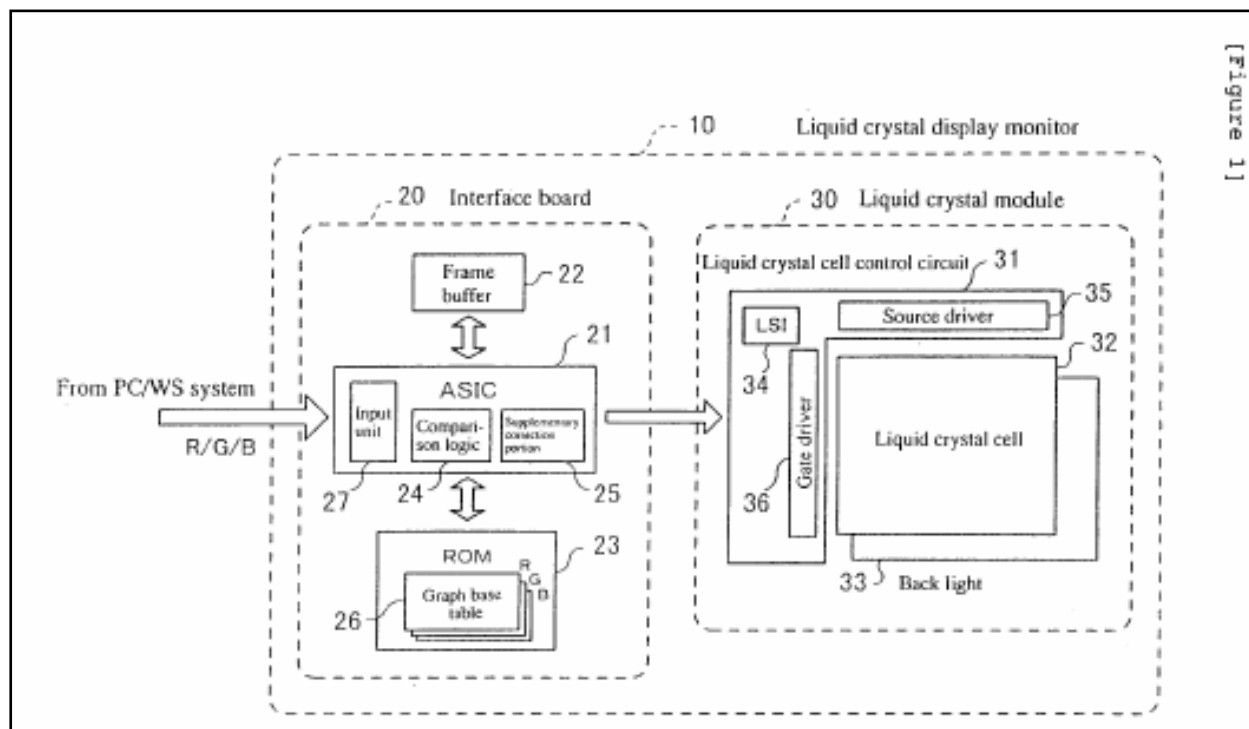 [Figure 1]
10
Liquid crystal display monitor
20
Interface board
30
Liquid crystal module
Frame
buffer
22
Liquid crystal cell control circuit
31
35
LSI
Source driver
34
32
21
From PC/WS system
R/G/B
ASIC
Input
unit
Compari-
son logic
Supplementary
correction
portion
27
24
25
Gate driver
36
Liquid crystal cell
ROM
23
R
G
B
Graph base
table
26
33
Back light